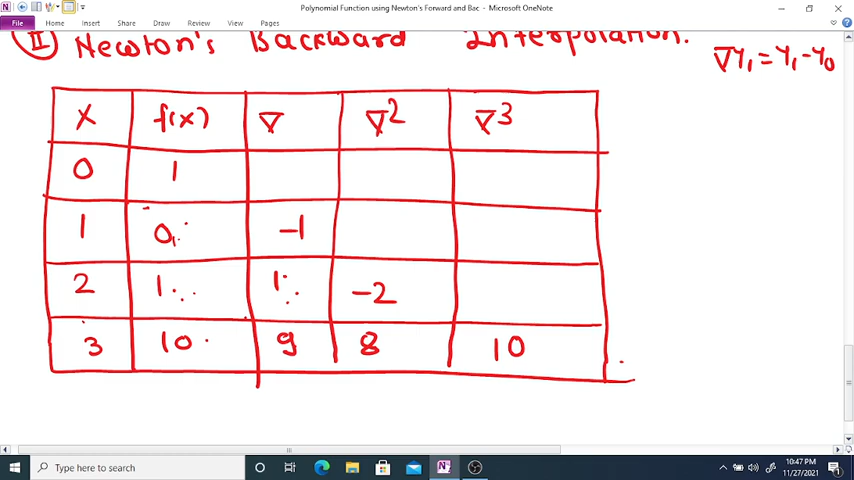 Polynomial Function using Newton's Forward and Bac - Microsoft OneNote
File Home Insert Share Draw History Review View Pages
II Newton's Backward Interpolation.
∇Y₁ = Y₁ - Y₀
X f(x) ∇ ∇² ∇³
0 1
1 0 -1
2 1 1 -2
3 10 9 8 10
Type here to search
10:47 PM
11/27/2021